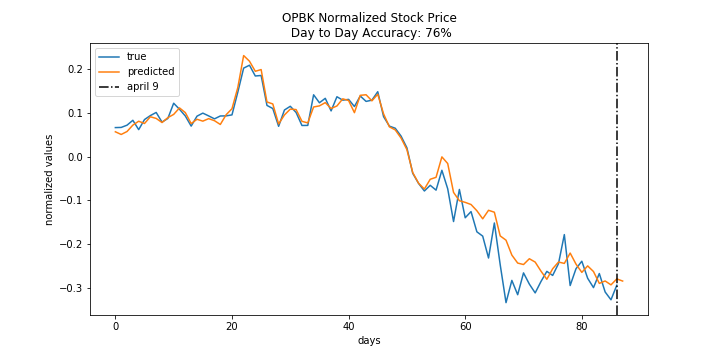 OPBK Normalized Stock Price
Day to Day Accuracy: 76%
true
predicted
april 9
normalized values
0.2
0.1
0.0
−0.1
−0.2
−0.3
0
20
40
60
80
days